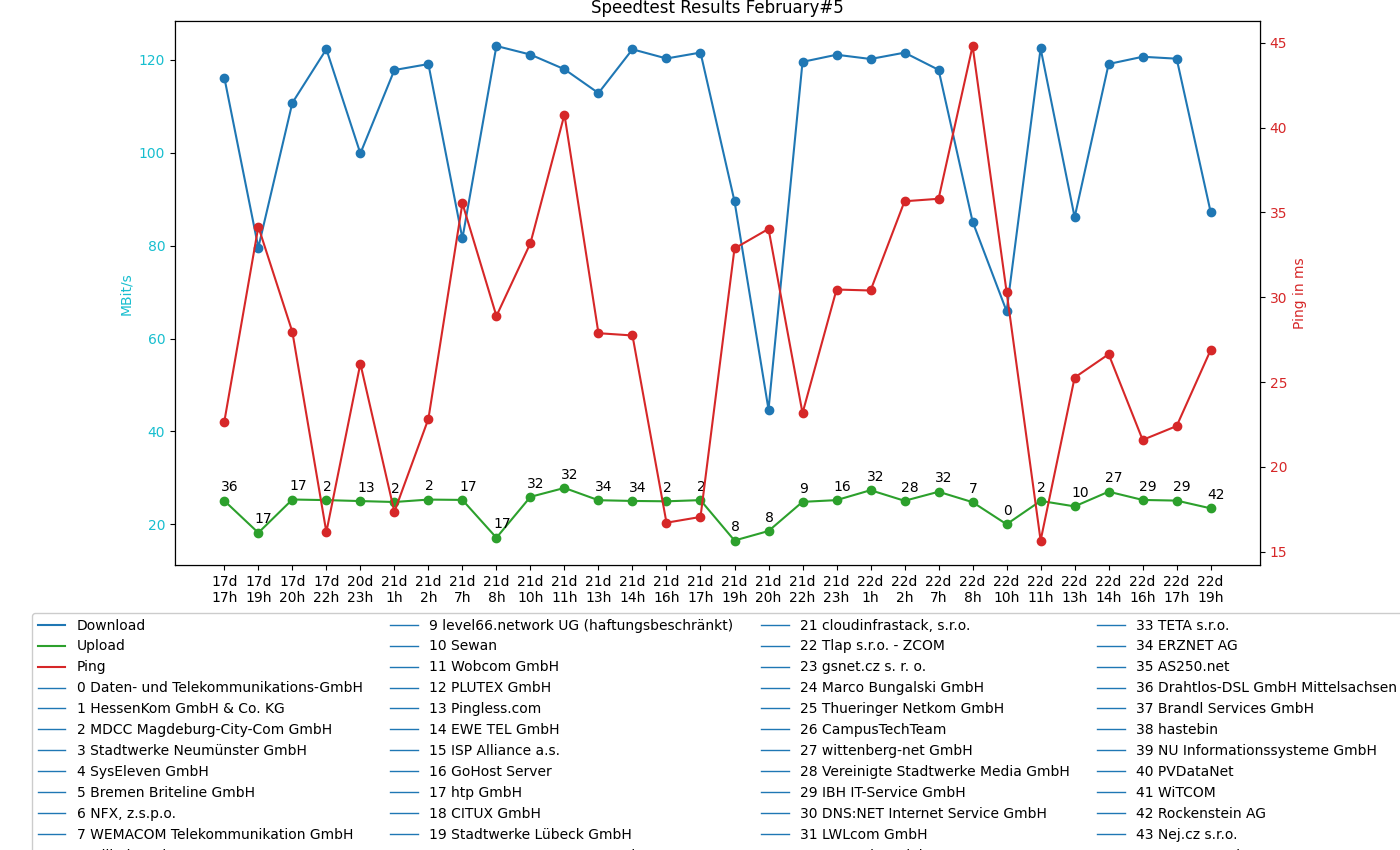 Speedtest Results February#5
120
100
80
60
40
20
MBit/s
45
40
35
30
25
20
15
Ping in ms
36 17 17 2 13 2 2 17 17 32 32 34 34 2 2 8 8 9 16 32 28 32 7 0 2 10 27 29 29 42
17d 17d 17d 17d 20d 21d 21d 21d 21d 21d 21d 21d 21d 21d 21d 21d 21d 21d 21d 22d 22d 22d 22d 22d 22d 22d 22d 22d 22d 22d
17h 19h 20h 22h 23h 1h 2h 7h 8h 10h 11h 13h 14h 16h 17h 19h 20h 22h 23h 1h 2h 7h 8h 10h 11h 13h 14h 16h 17h 19h
Download
Upload
Ping
0 Daten- und Telekommunikations-GmbH
1 HessenKom GmbH & Co. KG
2 MDCC Magdeburg-City-Com GmbH
3 Stadtwerke Neumünster GmbH
4 SysEleven GmbH
5 Bremen Briteline GmbH
6 NFX, z.s.p.o.
7 WEMACOM Telekommunikation GmbH
9 level66.network UG (haftungsbeschränkt)
10 Sewan
11 Wobcom GmbH
12 PLUTEX GmbH
13 Pingless.com
14 EWE TEL GmbH
15 ISP Alliance a.s.
16 GoHost Server
17 htp GmbH
18 CITUX GmbH
19 Stadtwerke Lübeck GmbH
21 cloudinfrastack, s.r.o.
22 Tlap s.r.o. - ZCOM
23 gsnet.cz s. r. o.
24 Marco Bungalski GmbH
25 Thueringer Netkom GmbH
26 CampusTechTeam
27 wittenberg-net GmbH
28 Vereinigte Stadtwerke Media GmbH
29 IBH IT-Service GmbH
30 DNS:NET Internet Service GmbH
31 LWLcom GmbH
33 TETA s.r.o.
34 ERZNET AG
35 AS250.net
36 Drahtlos-DSL GmbH Mittelsachsen
37 Brandl Services GmbH
38 hastebin
39 NU Informationssysteme GmbH
40 PVDataNet
41 WiTCOM
42 Rockenstein AG
43 Nej.cz s.r.o.